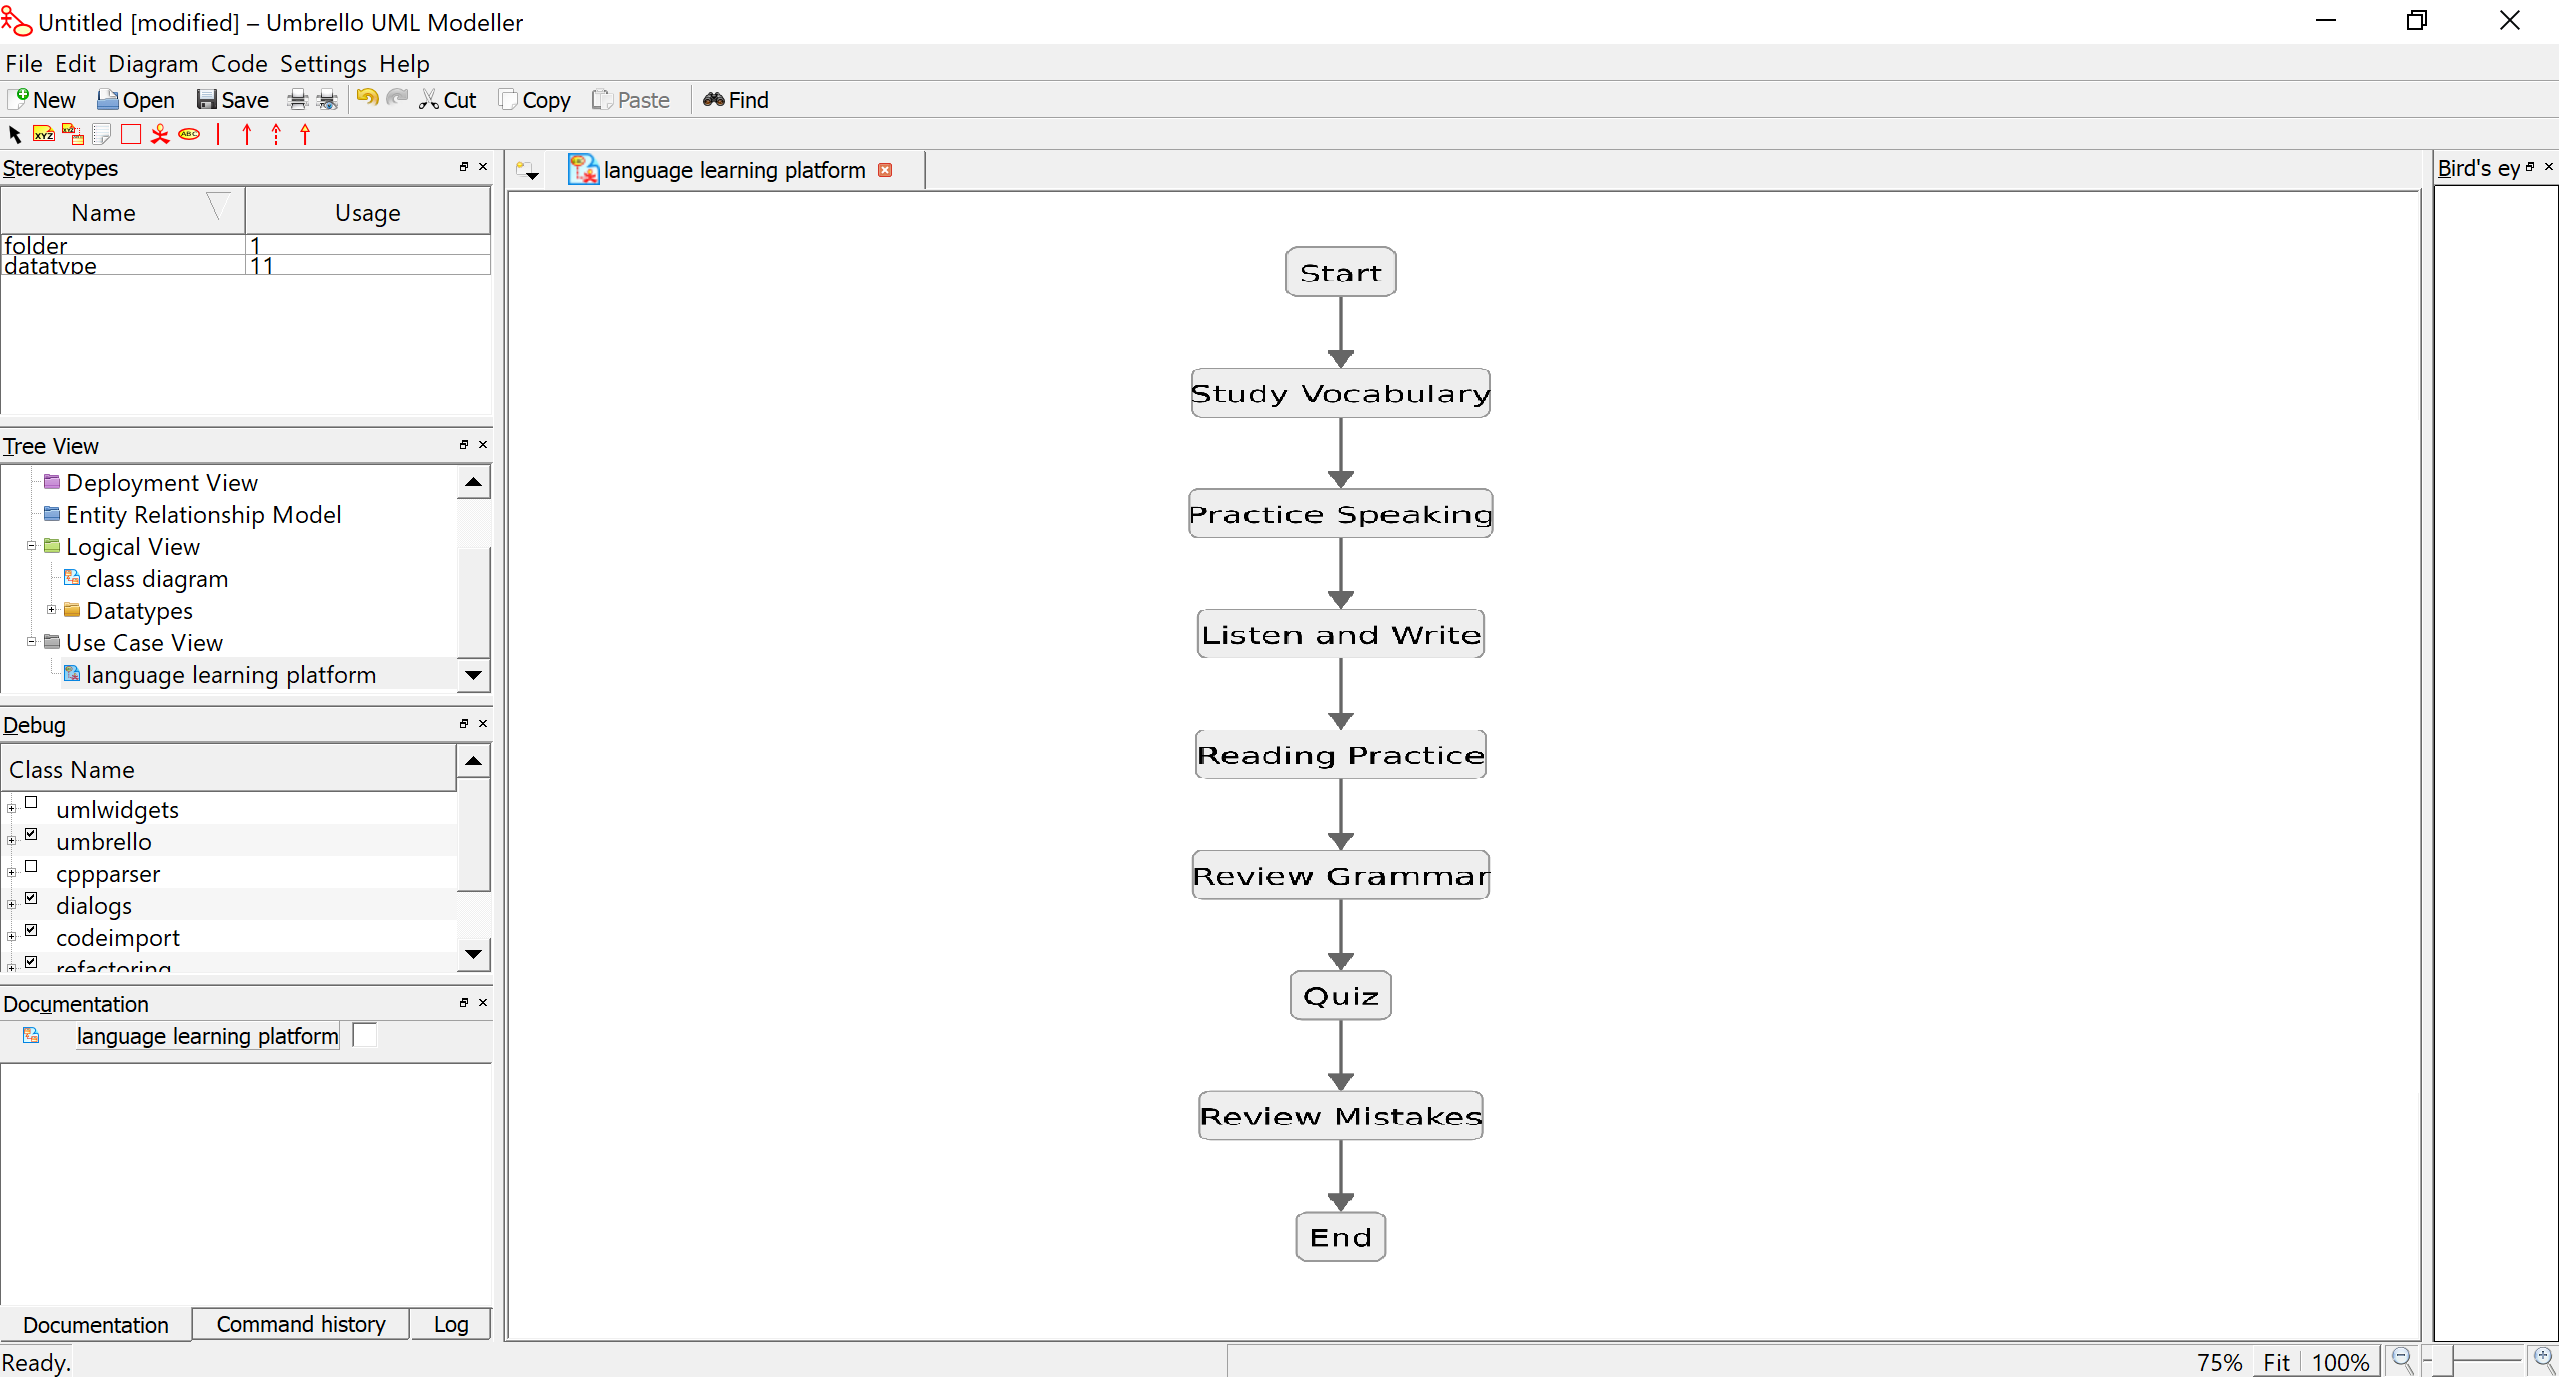 Untitled [modified] – Umbrello UML Modeller
File Edit Diagram Code Settings Help
New Open Save Cut Copy Paste Find
XYZ XYZ ABC
Stereotypes
Name Usage
folder 1
datatype 11
Tree View
Deployment View
Entity Relationship Model
Logical View
class diagram
Datatypes
Use Case View
language learning platform
Debug
Class Name
umlwidgets
umbrello
cppparser
dialogs
codeimport
refactoring
Documentation
language learning platform
Documentation Command history Log
Ready.
language learning platform
Start
Study Vocabulary
Practice Speaking
Listen and Write
Reading Practice
Review Grammar
Quiz
Review Mistakes
End
Bird's ey
75% Fit 100%